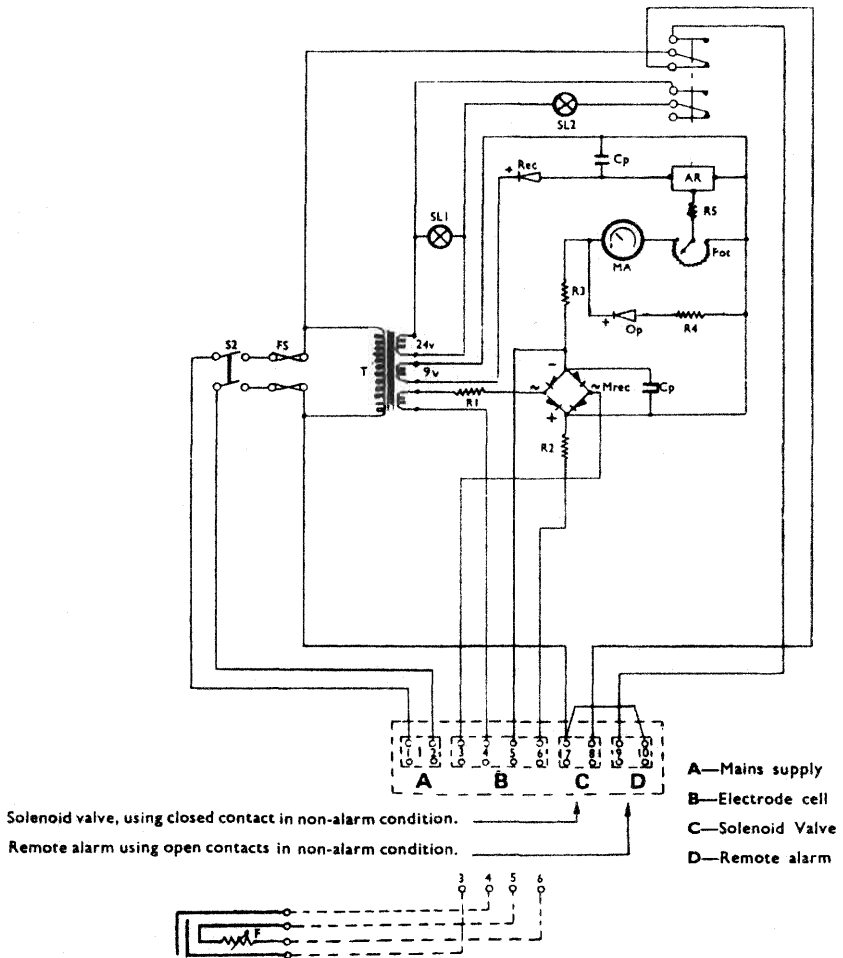 SL2
+ Rec
Cp
AR
R5
SL1
MA
Pot
R3
S2
FS
24v
+ Op
R4
T
9v
-
~
~ Mrec
Cp
R1
+
R2
1 1 2
3 4 5 6
7 8
9 10
A
B
C
D
A—Mains supply
B—Electrode cell
C—Solenoid Valve
D—Remote alarm
Solenoid valve, using closed contact in non-alarm condition.
Remote alarm using open contacts in non-alarm condition.
3 4 5 6
F